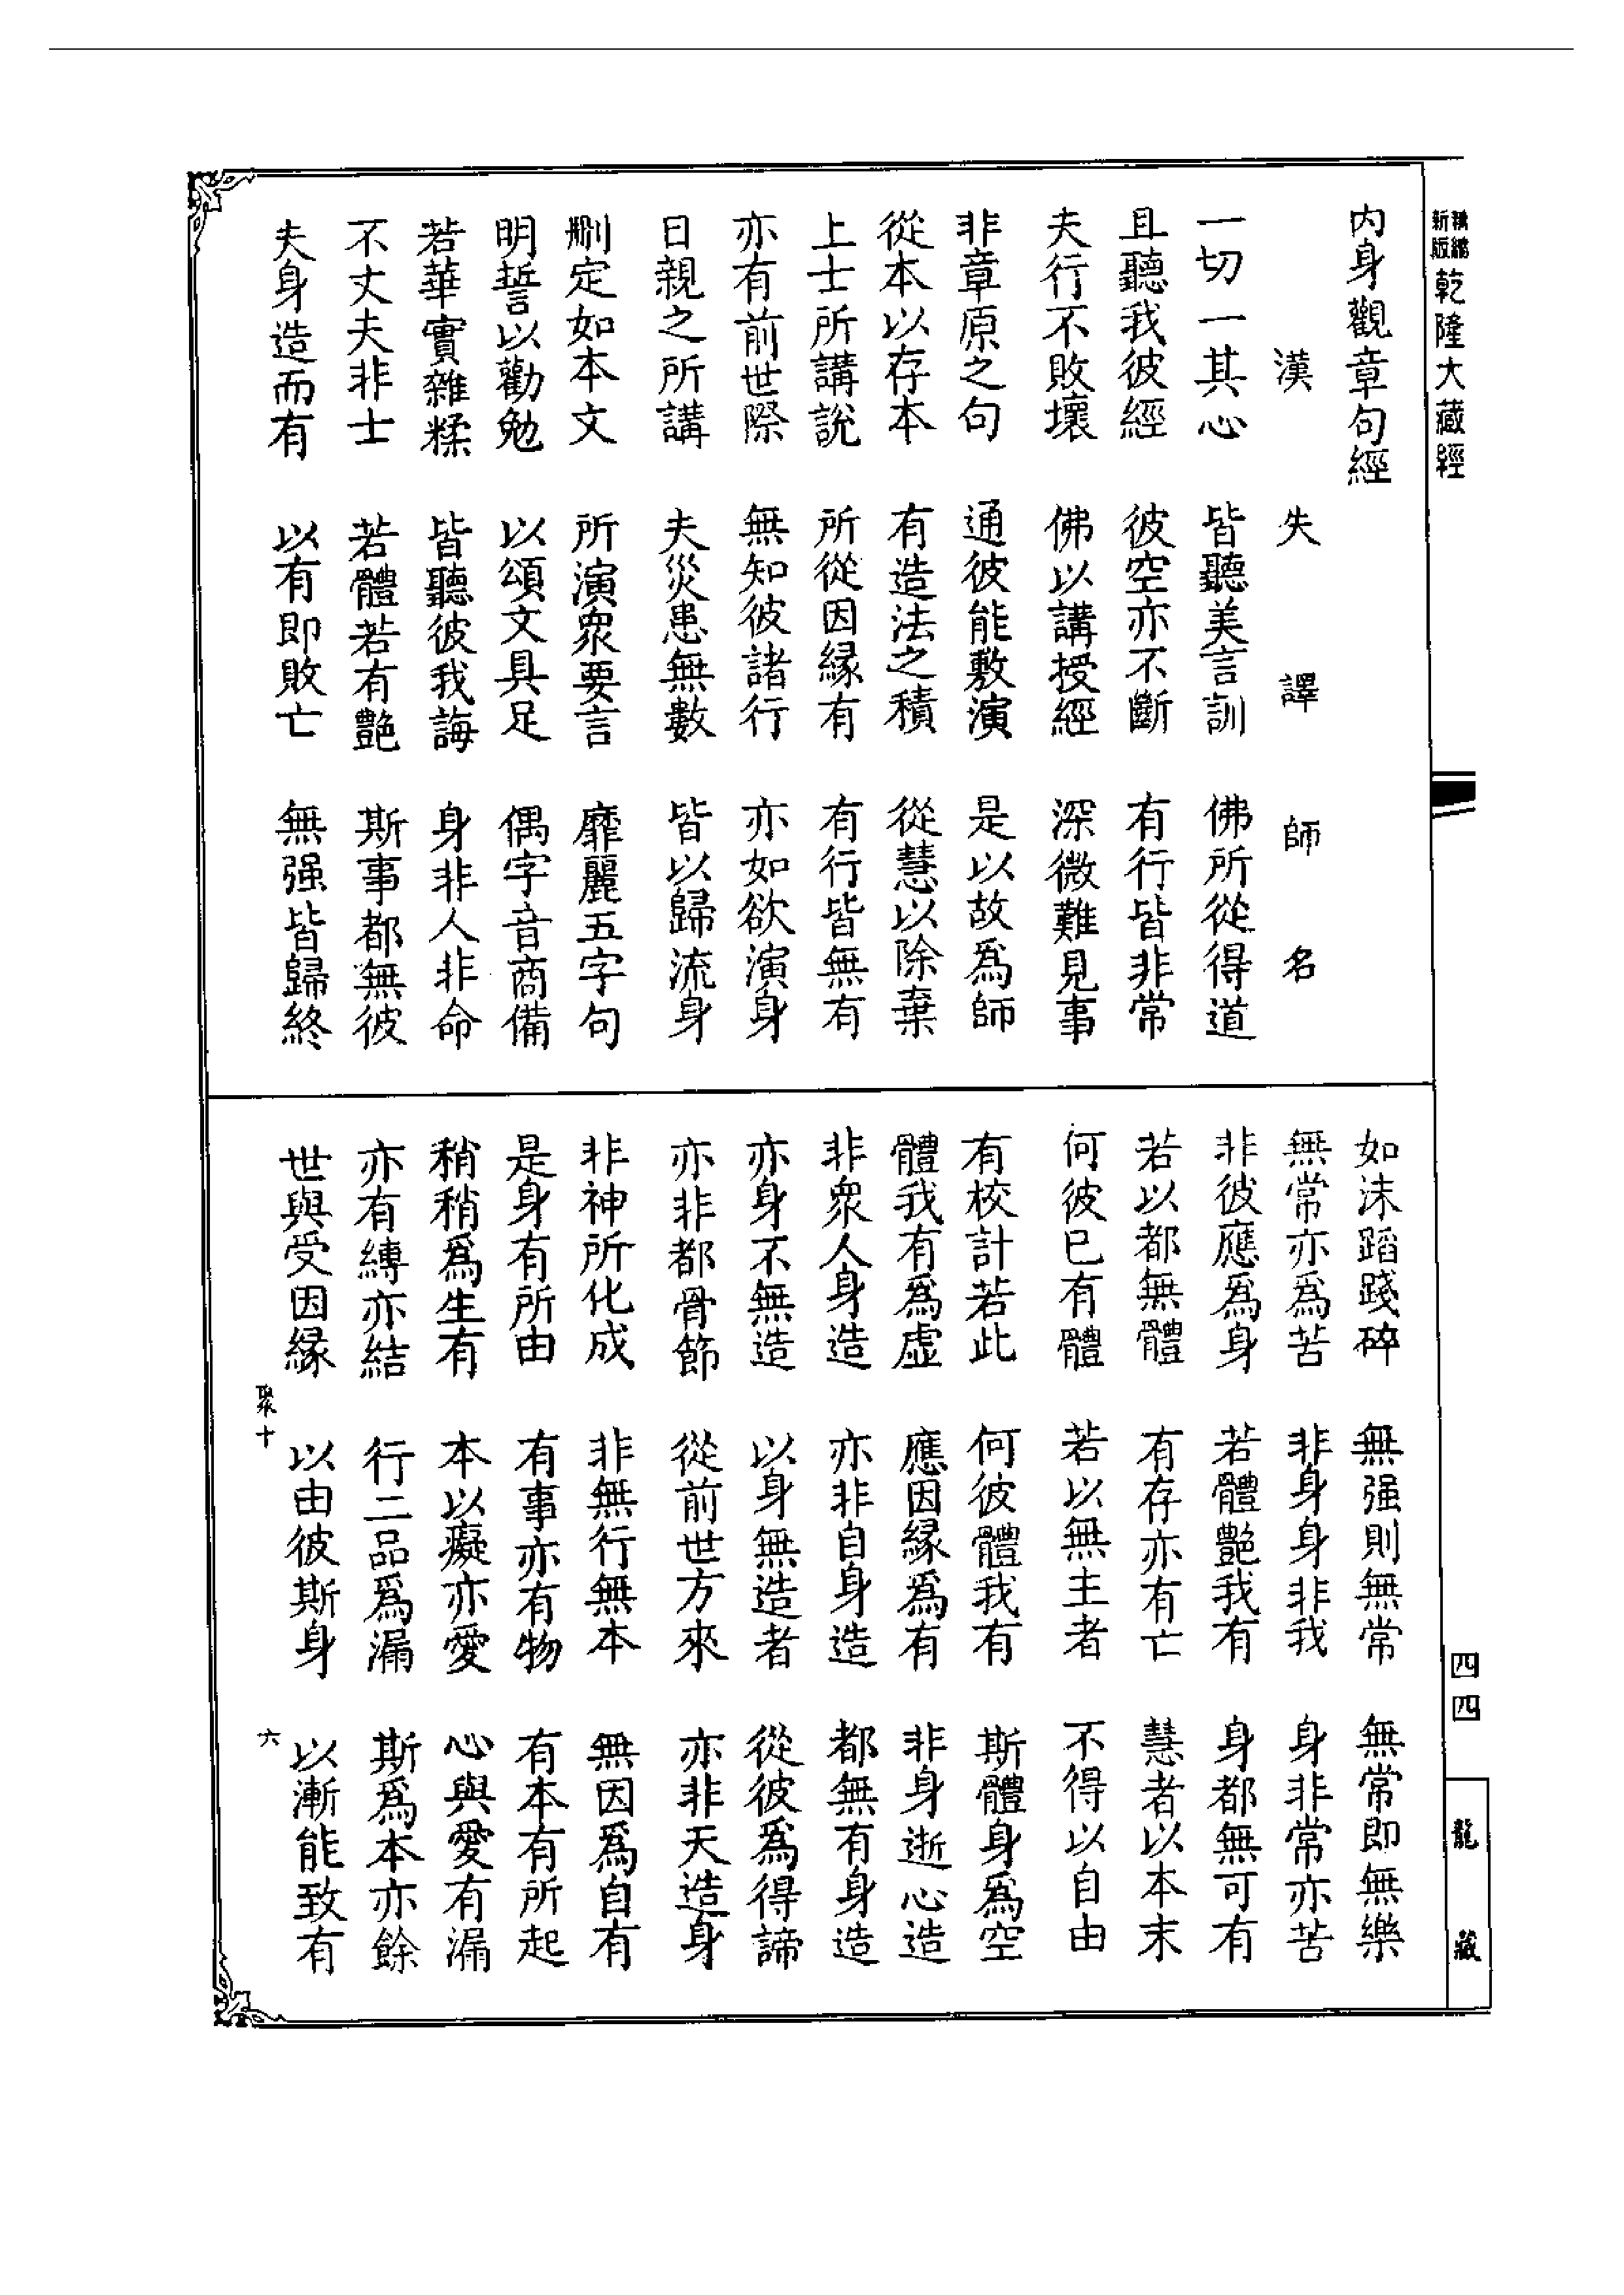 精縮新版乾隆大藏經
內身觀章句經
漢失譯師名
一切一其心 皆聽美言訓 佛所從得道
且聽我彼經 彼空亦不斷 有行皆非常
夫行不敗壞 佛以講授經 深微難見事
非章原之句 通彼能敷演 是以故爲師
從本以存本 有造法之積 從慧以除棄
上士所講說 所從因緣有 有行皆無有
亦有前世際 無知彼諸行 亦如欲演身
日親之所講 夫災患無數 皆以歸流身
刪定如本文 所演衆要言 靡麗五字句
明誓以勸勉 以頌文具足 偶字音商備
若華實雜糅 皆聽彼我誨 身非人非命
不丈夫非士 若體若有艷 斯事都無彼
夫身造而有 以有即敗亡 無强皆歸終
如沫蹈踐碎 無强則無常 無常即無樂
無常亦爲苦 非身身非我 身非常亦苦
非彼應爲身 若體艷我有 身都無可有
若以都無體 有存亦有亡 慧者以本末
何彼已有體 若以無主者 不得以自由
有校計若此 何彼體我有 斯體身爲空
體我有爲虛 應因緣爲有 非身逝心造
非衆人身造 亦非自身造 都無有身造
亦身不無造 以身無造者 從彼爲得諦
亦非都骨節 從前世方來 亦非天造身
非神所化成 非無行無本 無因爲自有
是身有所由 有事亦有物 有本有所起
稍稍爲生有 本以癡亦愛 心與愛有漏
亦有縛亦結 行二品爲漏 斯爲本亦餘
世與受因緣 以由彼斯身 以漸能致有
聚十 六
四四
龍藏